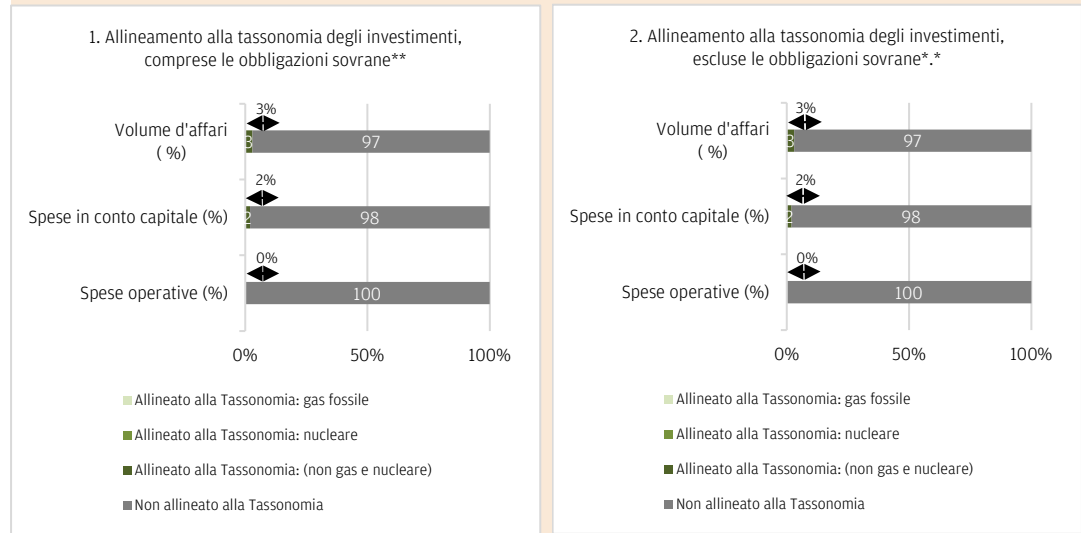 1. Allineamento alla tassonomia degli investimenti,
comprese le obbligazioni sovrane**
3%
Volume d'affari
( %)
3
97
2%
Spese in conto capitale (%)
2
98
0%
Spese operative (%)
100
0%
50%
100%
Allineato alla Tassonomia: gas fossile
Allineato alla Tassonomia: nucleare
Allineato alla Tassonomia: (non gas e nucleare)
Non allineato alla Tassonomia
2. Allineamento alla tassonomia degli investimenti,
escluse le obbligazioni sovrane*.*
3%
Volume d'affari
( %)
3
97
2%
Spese in conto capitale (%)
2
98
0%
Spese operative (%)
100
0%
50%
100%
Allineato alla Tassonomia: gas fossile
Allineato alla Tassonomia: nucleare
Allineato alla Tassonomia: (non gas e nucleare)
Non allineato alla Tassonomia